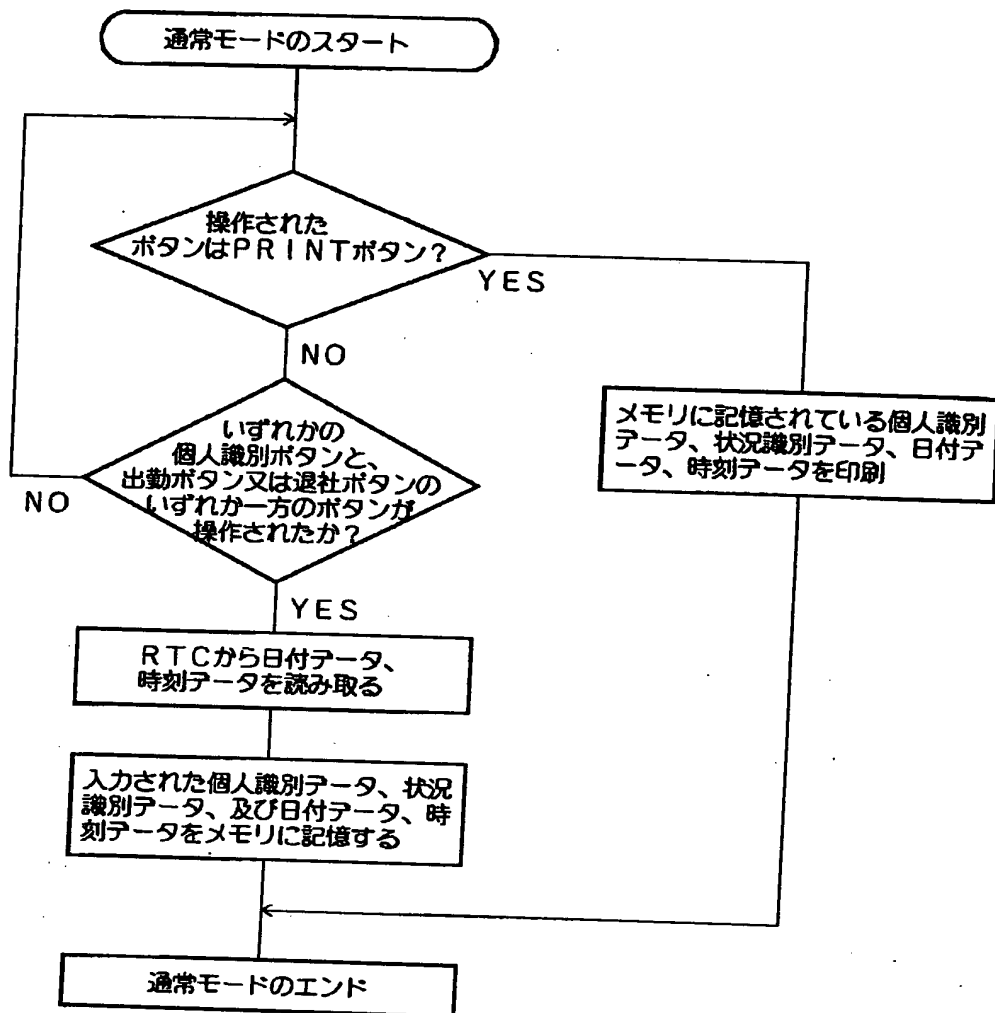 通常モードのスタート
操作された
ボタンはPRINTボタン?
YES
NO
いずれかの
個人識別ボタンと、
出勤ボタン又は退社ボタンの
いずれか一方のボタンが
操作されたか?
NO
YES
メモリに記憶されている個人識別
データ、状況識別データ、日付デ
ータ、時刻データを印刷
RTCから日付データ、
時刻データを読み取る
入力された個人識別データ、状況
識別データ、及び日付データ、時
刻データをメモリに記憶する
通常モードのエンド